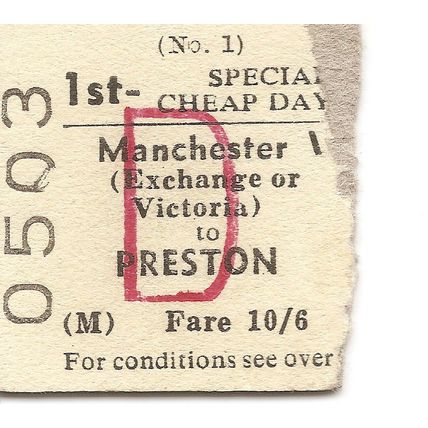 (No. 1)
1st- SPECIAL
CHEAP DAY
Manchester
(Exchange or
Victoria)
to
PRESTON
(M) Fare 10/6
For conditions see over
0503
D